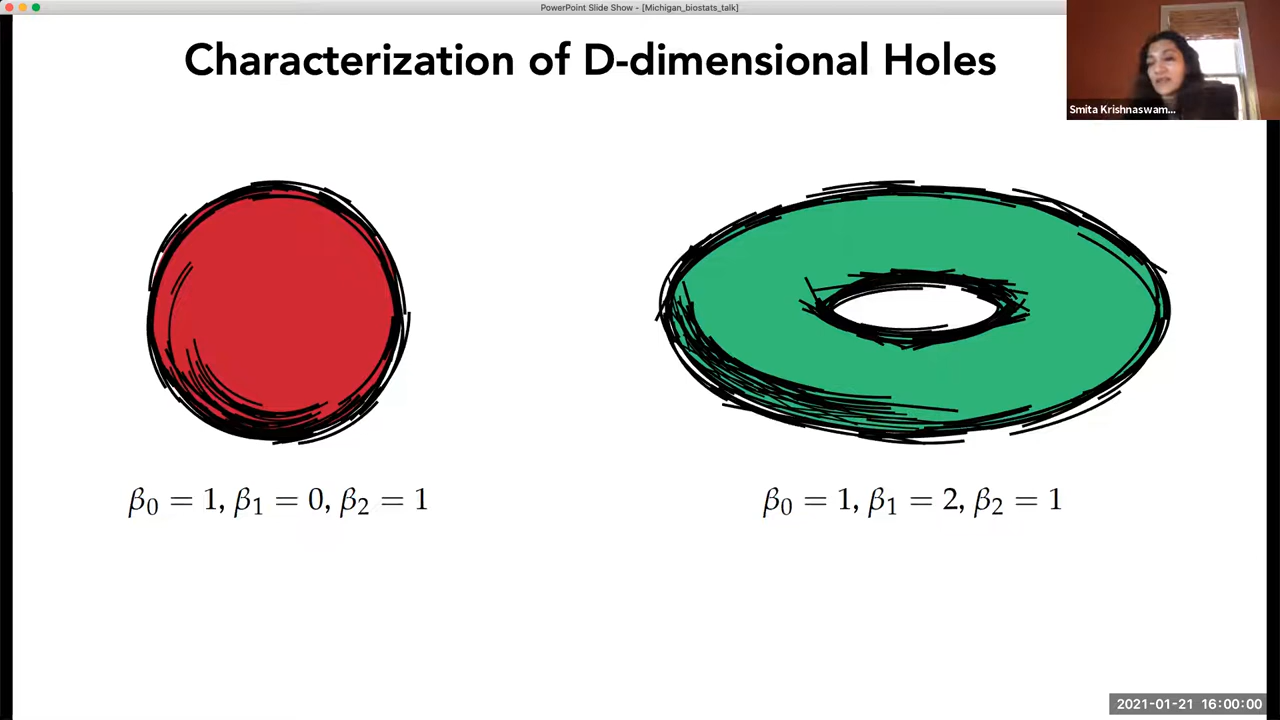 PowerPoint Slide Show - [Michigan_biostats_talk]
Characterization of D-dimensional Holes
Smita Krishnaswam...
β₀ = 1, β₁ = 0, β₂ = 1
β₀ = 1, β₁ = 2, β₂ = 1
2021-01-21 16:00:00